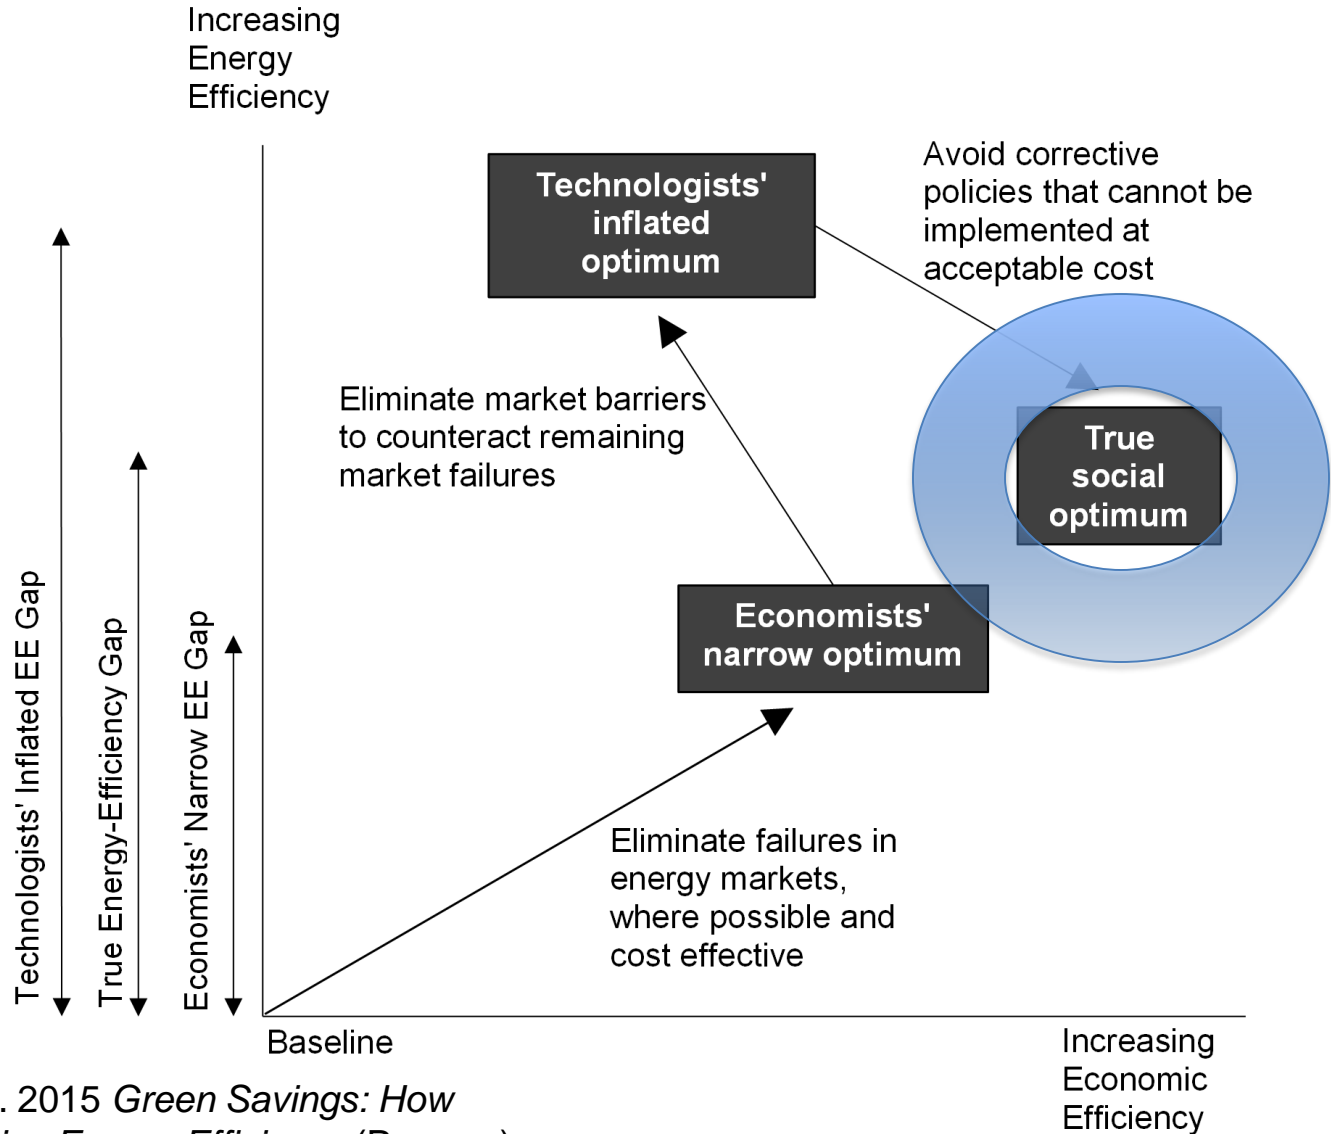 Increasing
Energy
Efficiency
Technologists'
inflated
optimum
Avoid corrective
policies that cannot be
implemented at
acceptable cost
Eliminate market barriers
to counteract remaining
market failures
True
social
optimum
Economists'
narrow optimum
Technologists' Inflated EE Gap
True Energy-Efficiency Gap
Economists' Narrow EE Gap
Eliminate failures in
energy markets,
where possible and
cost effective
Baseline
Increasing
Economic
Efficiency
. 2015 Green Savings: How